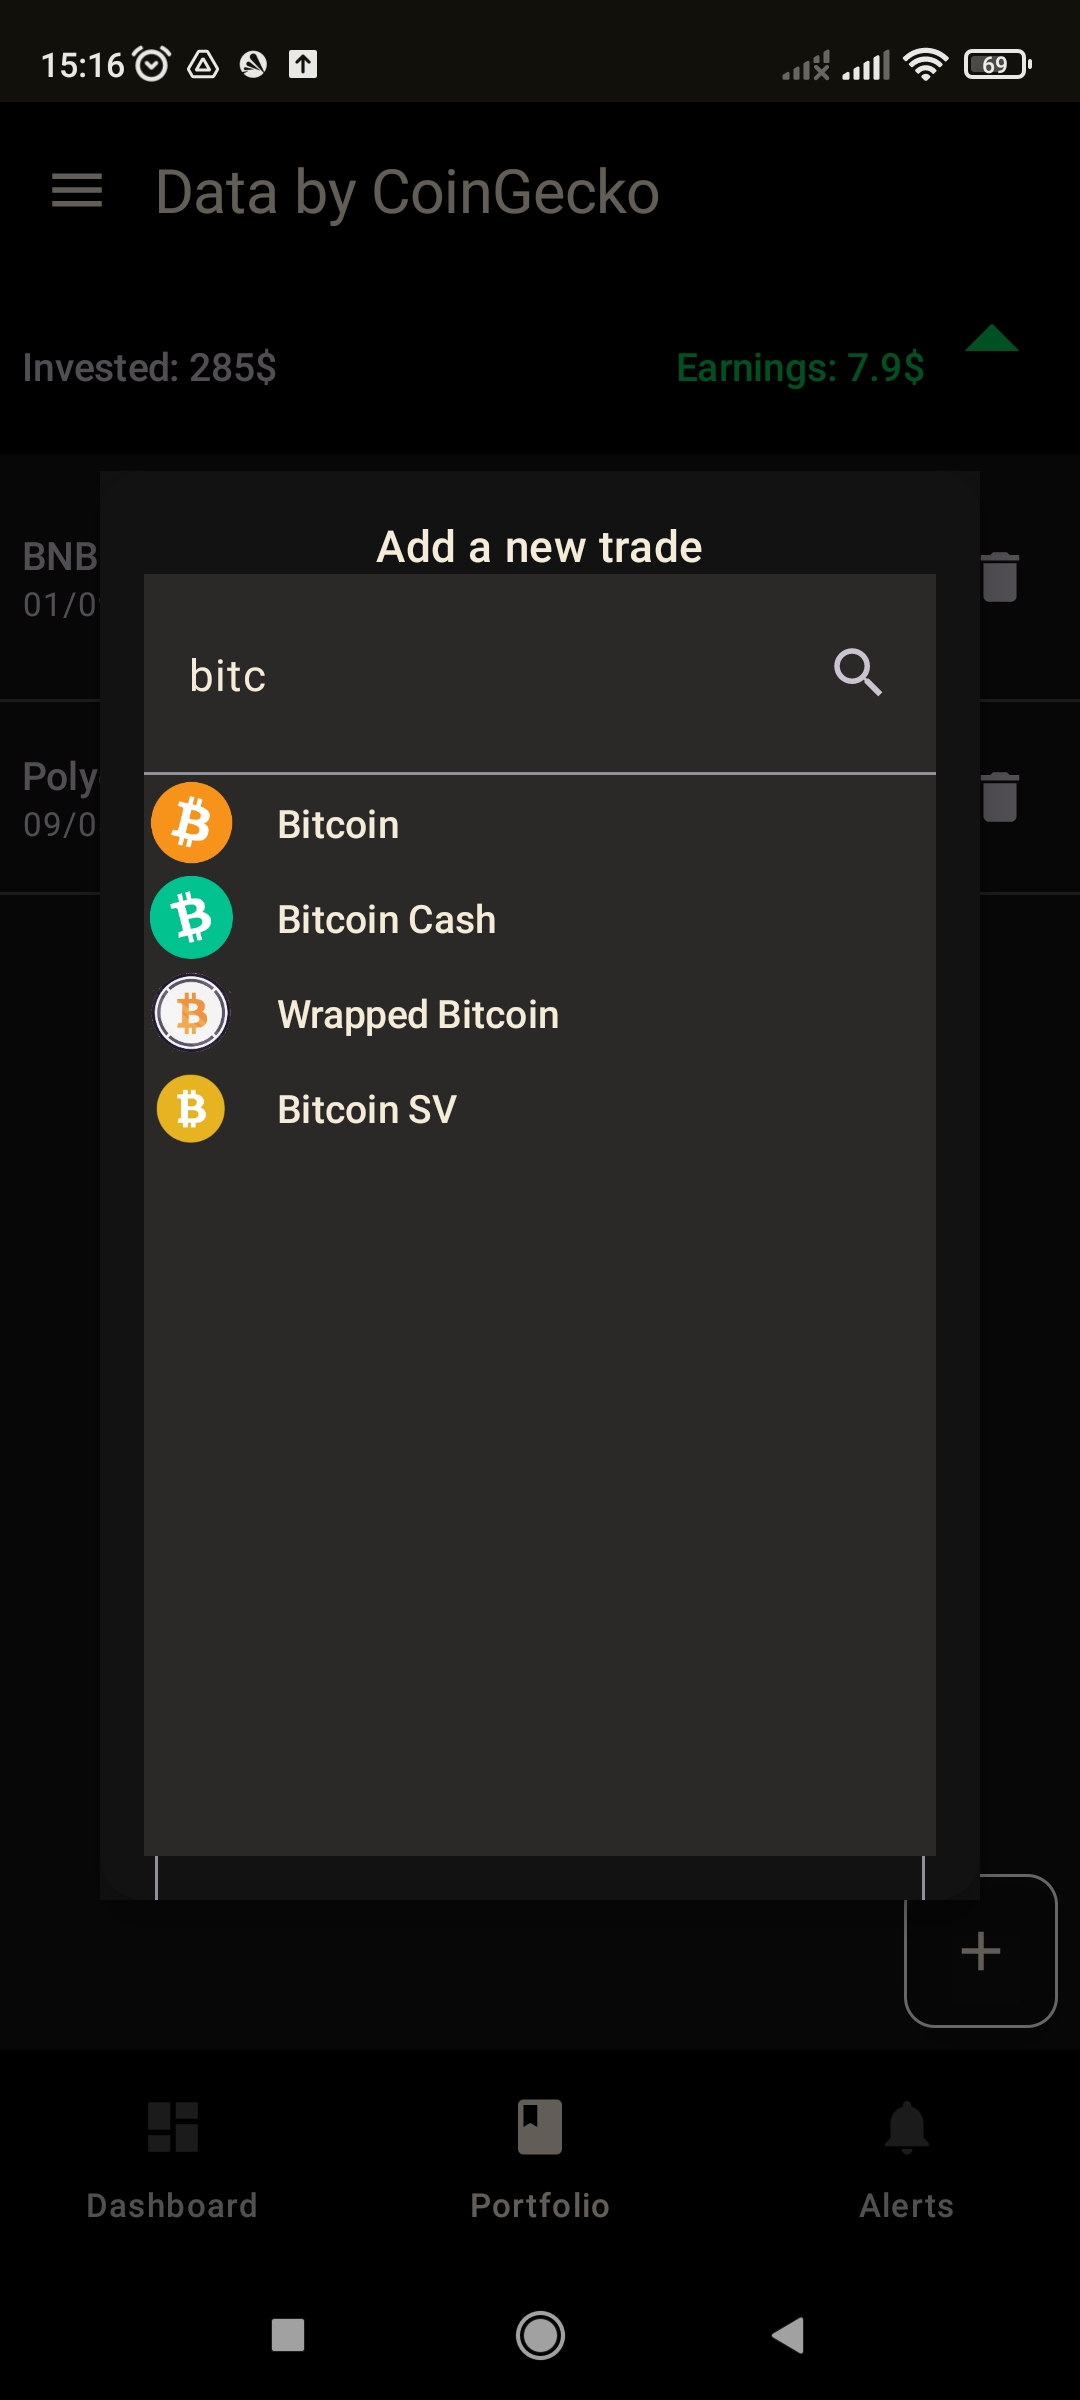 15:16
69
Data by CoinGecko
Invested: 285$
Earnings: 7.9$
Add a new trade
BNB
01/0
bitc
Poly
09/0
Bitcoin
Bitcoin Cash
Wrapped Bitcoin
Bitcoin SV
Dashboard
Portfolio
Alerts